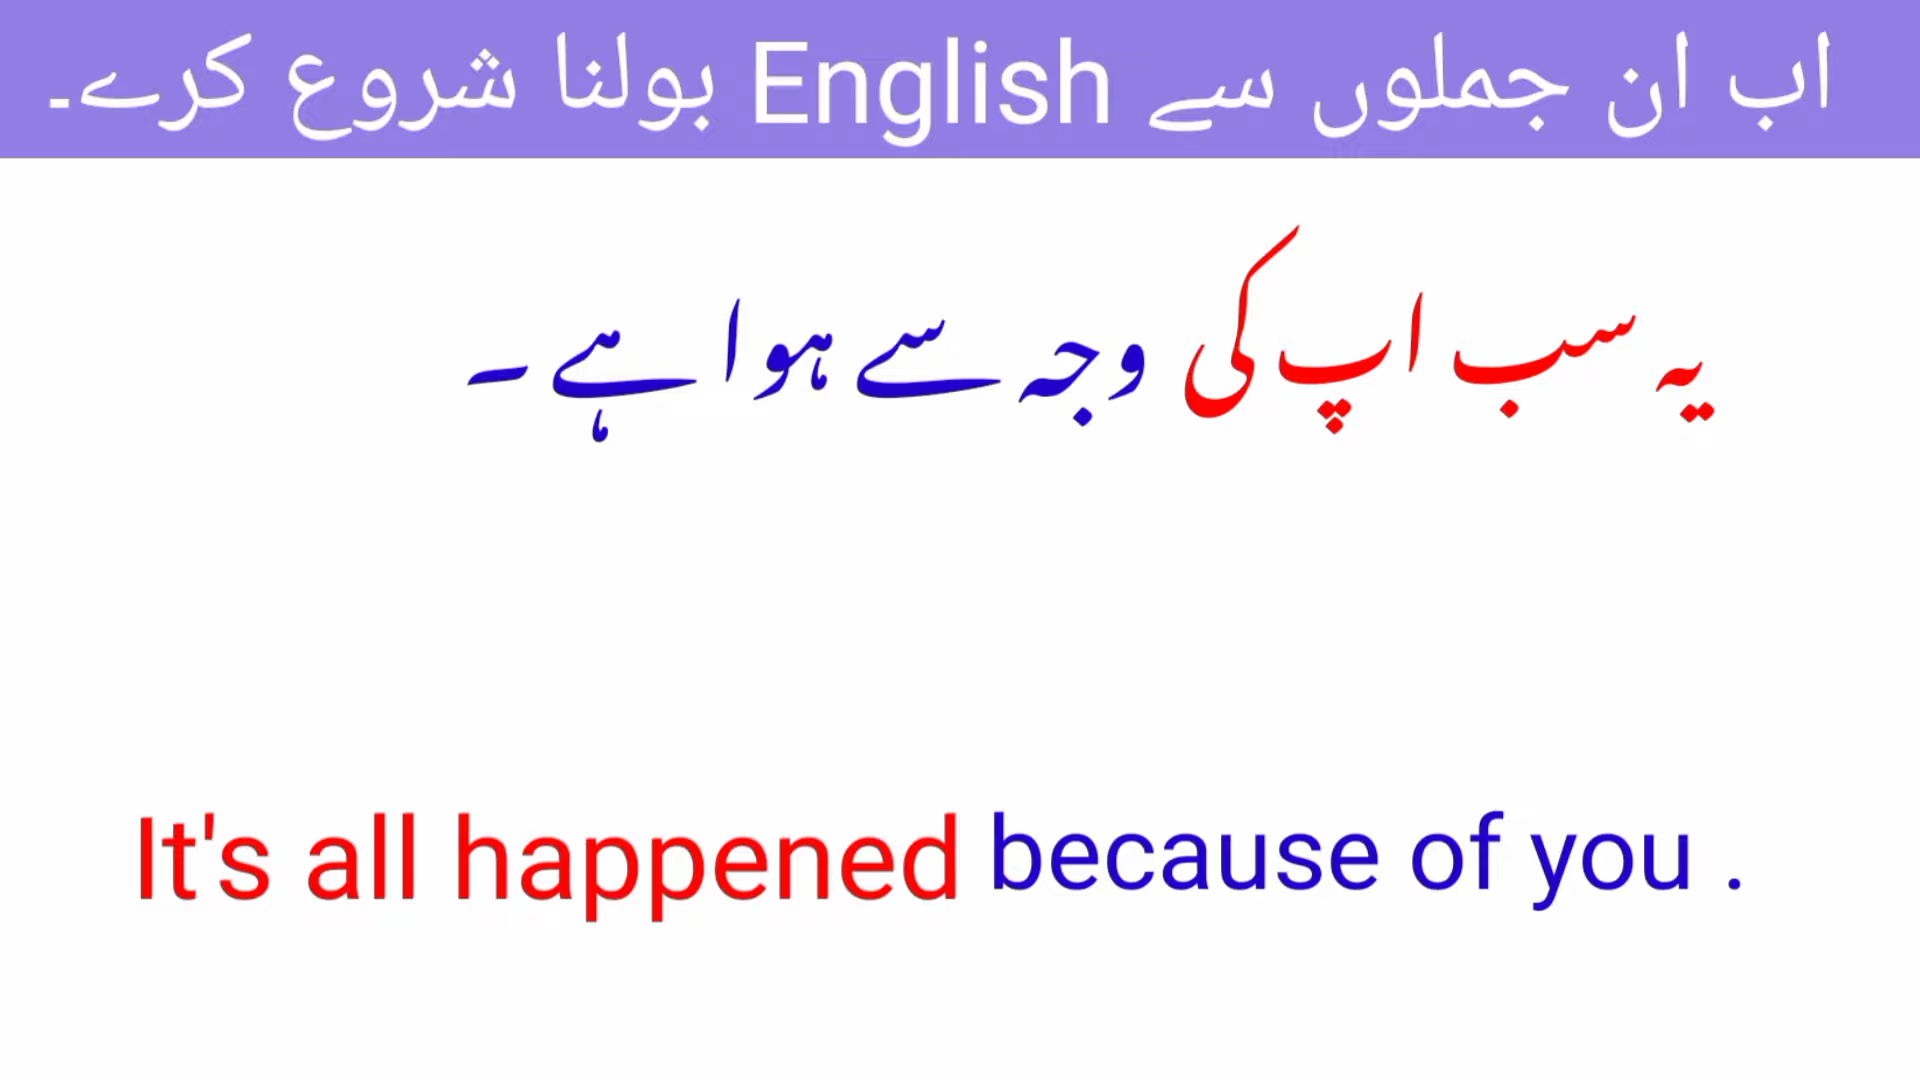 اب ان جملوں سے English بولنا شروع کرے۔
یہ سب اپ کی وجہ سے ہوا ہے ۔
It's all happened because of you .